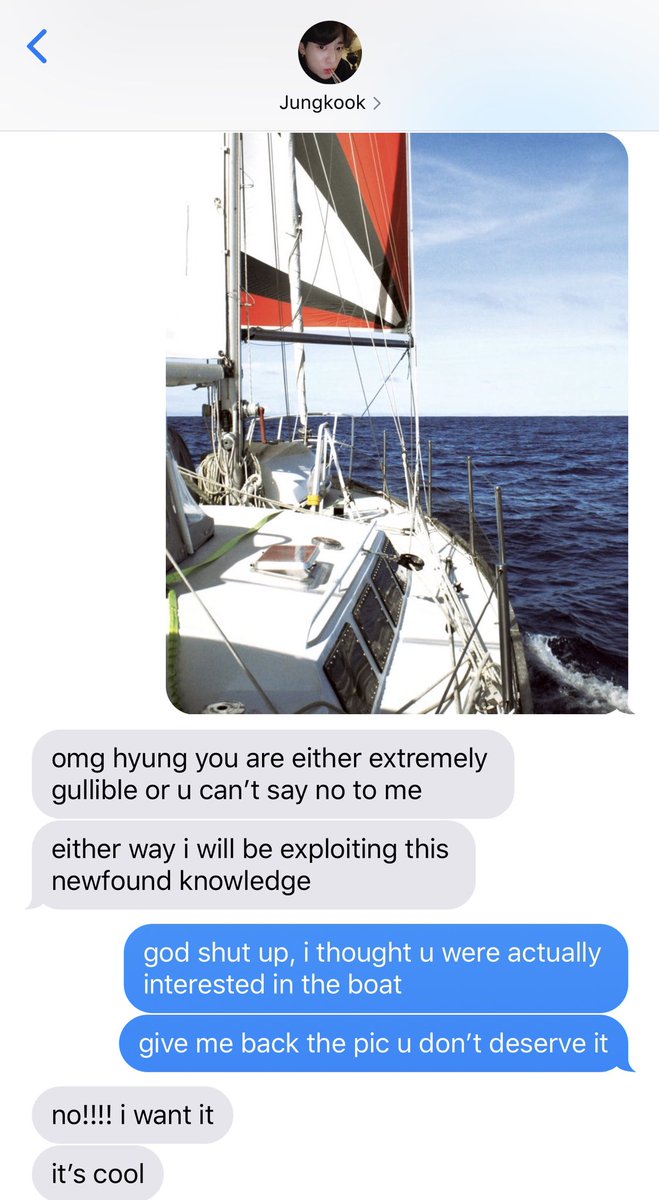 Jungkook
omg hyung you are either extremely
gullible or u can’t say no to me
either way i will be exploiting this
newfound knowledge
god shut up, i thought u were actually
interested in the boat
give me back the pic u don’t deserve it
no!!!! i want it
it’s cool